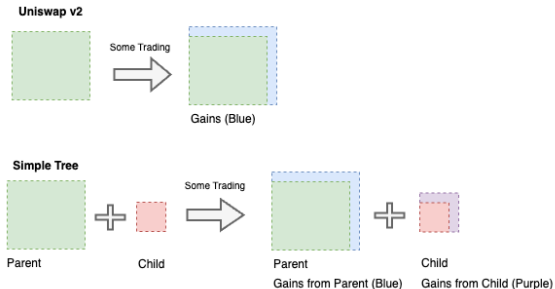 Uniswap v2
Some Trading
Gains (Blue)
Simple Tree
Some Trading
Parent
Child
Parent
Child
Gains from Parent (Blue)
Gains from Child (Purple)